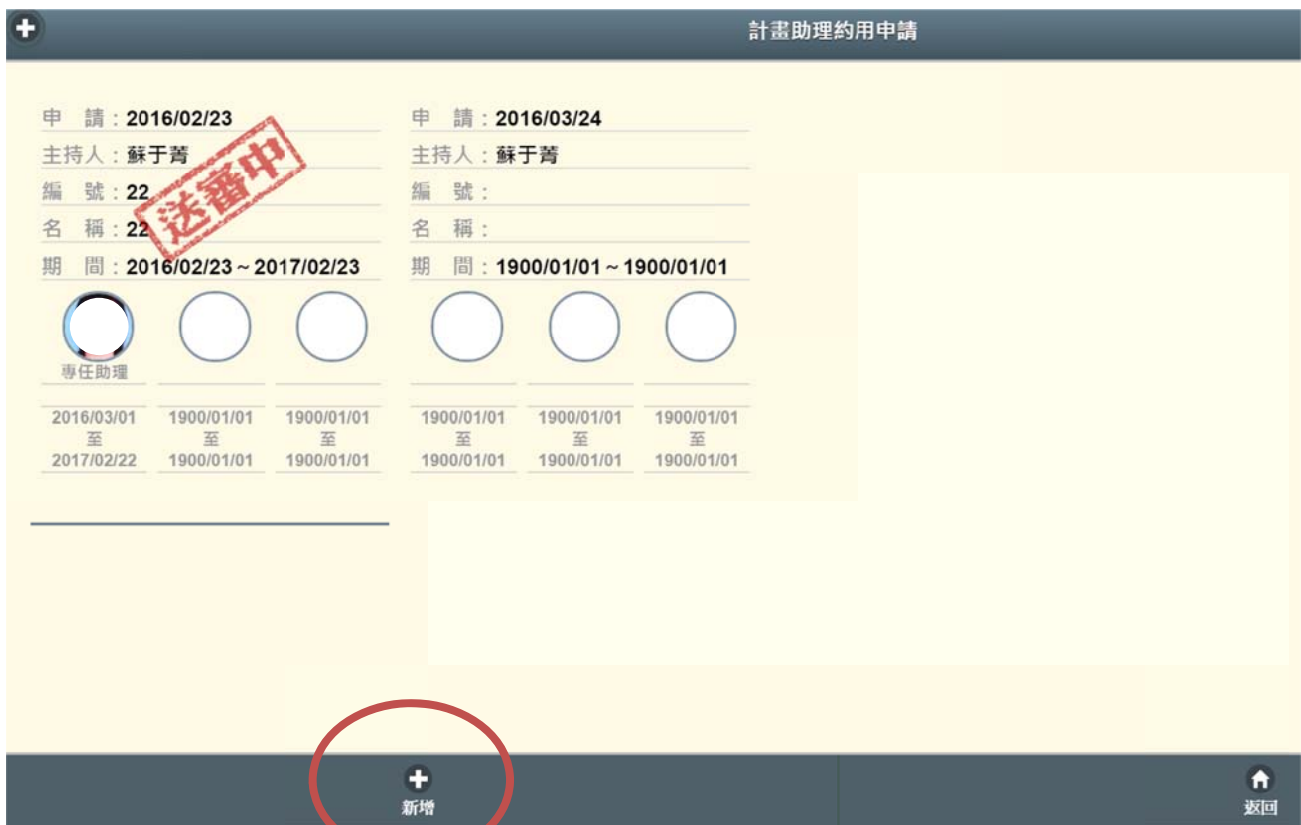 計畫助理約用申請
申 請：2016/02/23
主持人：蘇于菁
編 號：22
名 稱：22
期 間：2016/02/23 ~ 2017/02/23
送審中
專任助理
2016/03/01 1900/01/01 1900/01/01
至 至 至
2017/02/22 1900/01/01 1900/01/01
申 請：2016/03/24
主持人：蘇于菁
編 號：
名 稱：
期 間：1900/01/01 ~ 1900/01/01
1900/01/01 1900/01/01 1900/01/01
至 至 至
1900/01/01 1900/01/01 1900/01/01
新增
返回